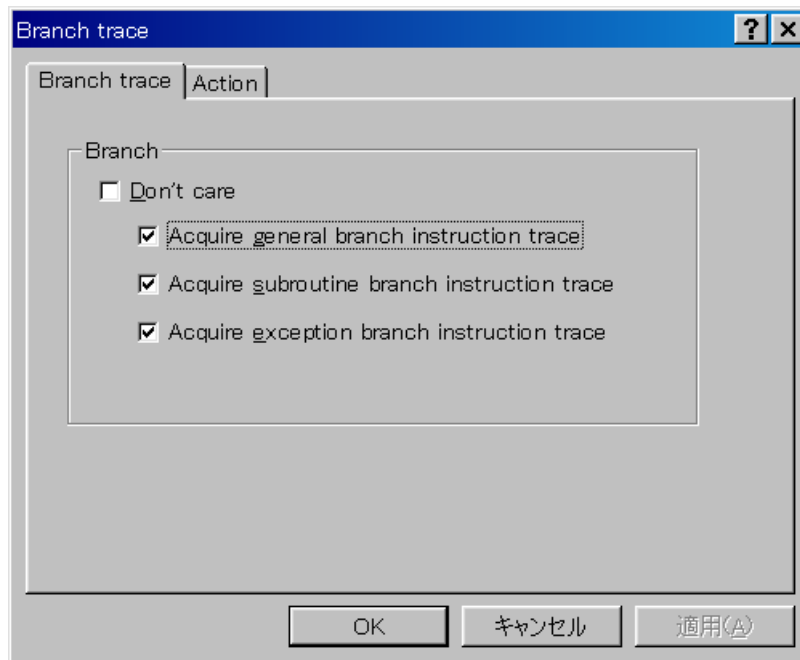 Branch trace
Branch trace Action
Branch
Don't care
Acquire general branch instruction trace
Acquire subroutine branch instruction trace
Acquire exception branch instruction trace
OK キャンセル 適用(A)